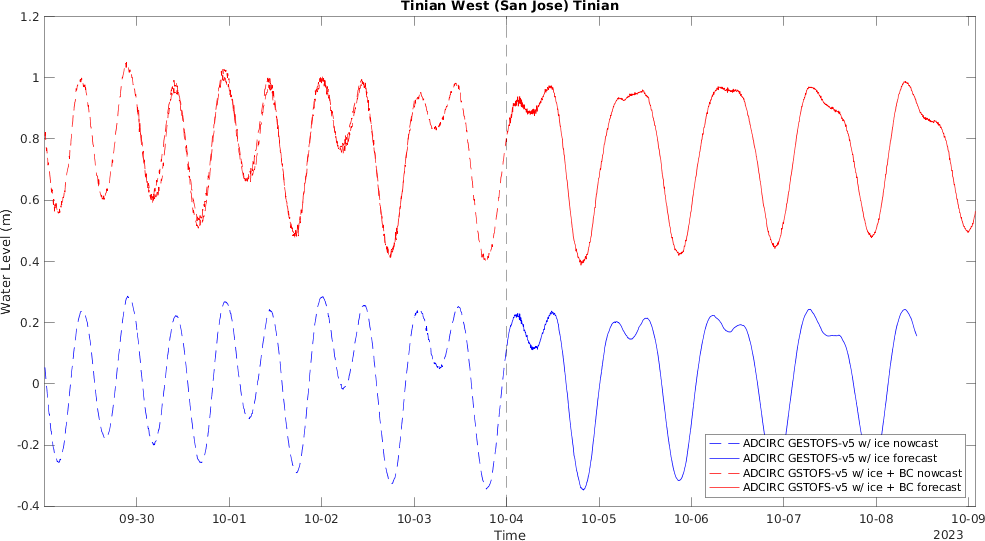 Tinian West (San Jose) Tinian
1.2
1
0.8
0.6
0.4
0.2
0
-0.2
-0.4
Water Level (m)
ADCIRC GESTOFS-v5 w/ ice nowcast
ADCIRC GESTOFS-v5 w/ ice forecast
ADCIRC GSTOFS-v5 w/ ice + BC nowcast
ADCIRC GSTOFS-v5 w/ ice + BC forecast
09-30 10-01 10-02 10-03 10-04 10-05 10-06 10-07 10-08 10-09
Time
2023